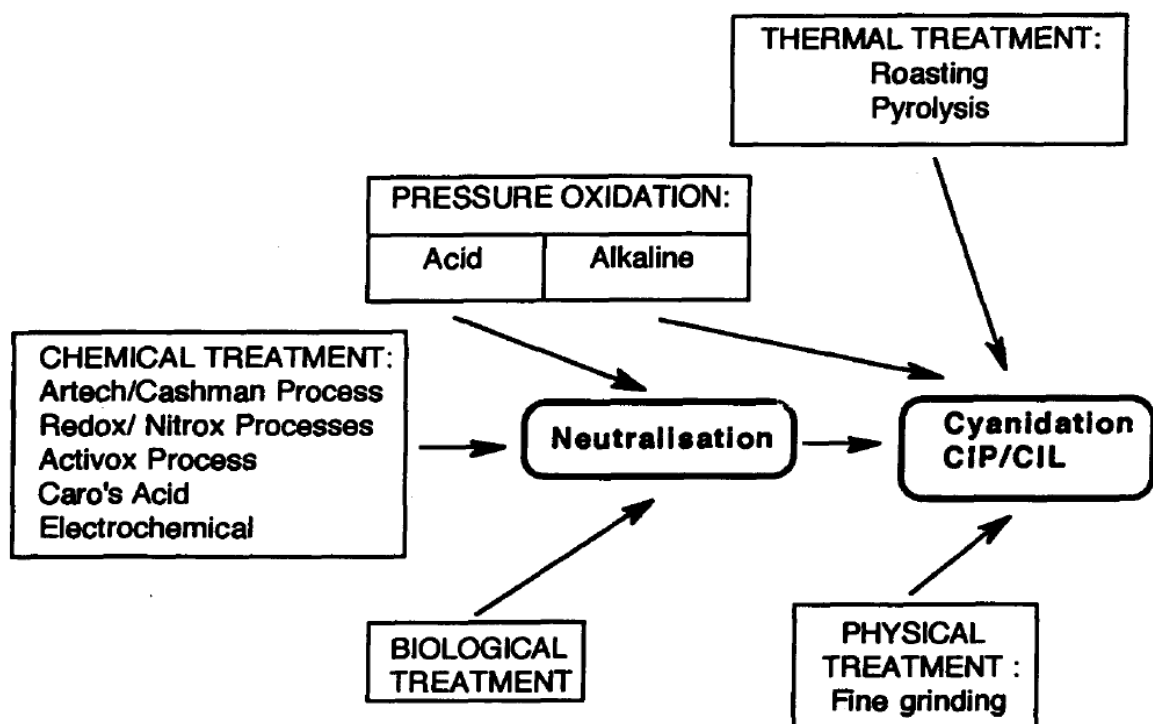 THERMAL TREATMENT:
Roasting
Pyrolysis
PRESSURE OXIDATION:
Acid
Alkaline
CHEMICAL TREATMENT:
Artech/Cashman Process
Redox/ Nitrox Processes
Activox Process
Caro's Acid
Electrochemical
Neutralisation
Cyanidation
CIP/CIL
BIOLOGICAL
TREATMENT
PHYSICAL
TREATMENT :
Fine grinding